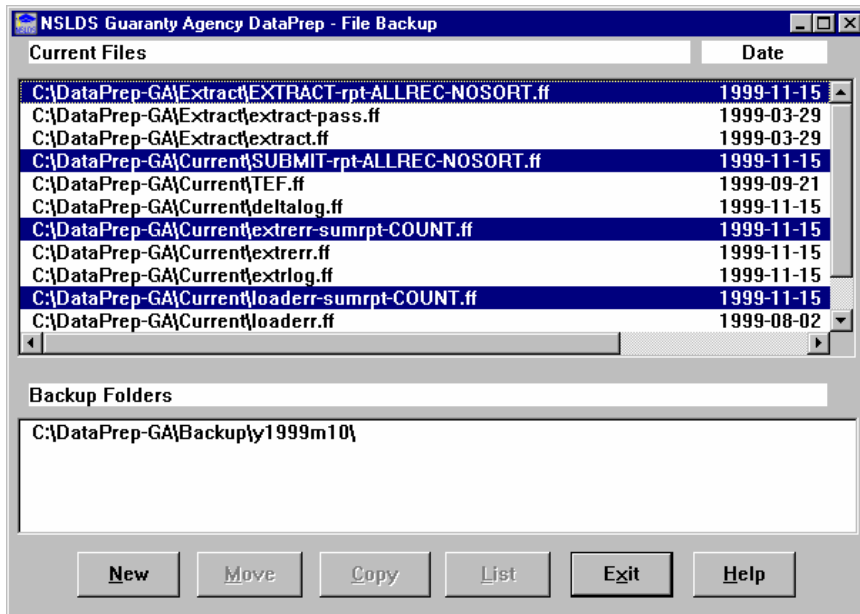 NSLDS Guaranty Agency DataPrep - File Backup
Current Files Date
C:\DataPrep-GA\Extract\EXTRACT-rpt-ALLREC-NOSORT.ff 1999-11-15
C:\DataPrep-GA\Extract\extract-pass.ff 1999-03-29
C:\DataPrep-GA\Extract\extract.ff 1999-03-29
C:\DataPrep-GA\Current\SUBMIT-rpt-ALLREC-NOSORT.ff 1999-11-15
C:\DataPrep-GA\Current\TEF.ff 1999-09-21
C:\DataPrep-GA\Current\deltalog.ff 1999-11-15
C:\DataPrep-GA\Current\extrerr-sumrpt-COUNT.ff 1999-11-15
C:\DataPrep-GA\Current\extrerr.ff 1999-11-15
C:\DataPrep-GA\Current\extrlog.ff 1999-11-15
C:\DataPrep-GA\Current\loaderr-sumrpt-COUNT.ff 1999-11-15
C:\DataPrep-GA\Current\loaderr.ff 1999-08-02
Backup Folders
C:\DataPrep-GA\Backup\y1999m10\
New Move Copy List Exit Help